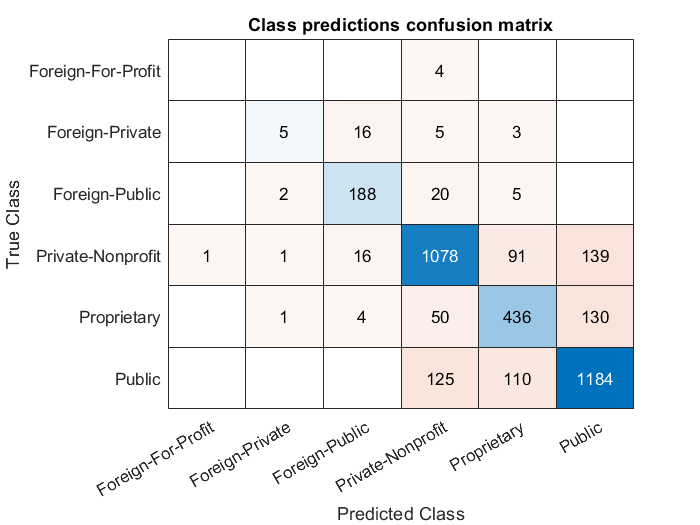 Class predictions confusion matrix
True Class
Foreign-For-Profit 4
Foreign-Private 5 16 5 3
Foreign-Public 2 188 20 5
Private-Nonprofit 1 1 16 1078 91 139
Proprietary 1 4 50 436 130
Public 125 110 1184
Foreign-For-Profit Foreign-Private Foreign-Public Private-Nonprofit Proprietary Public
Predicted Class